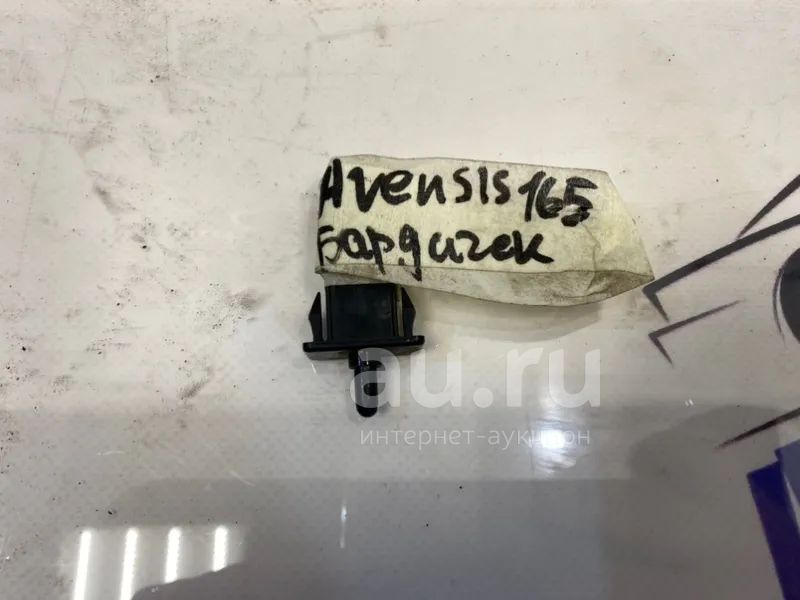 Avensis 165
Бардачек
au.ru
интернет-аукцион